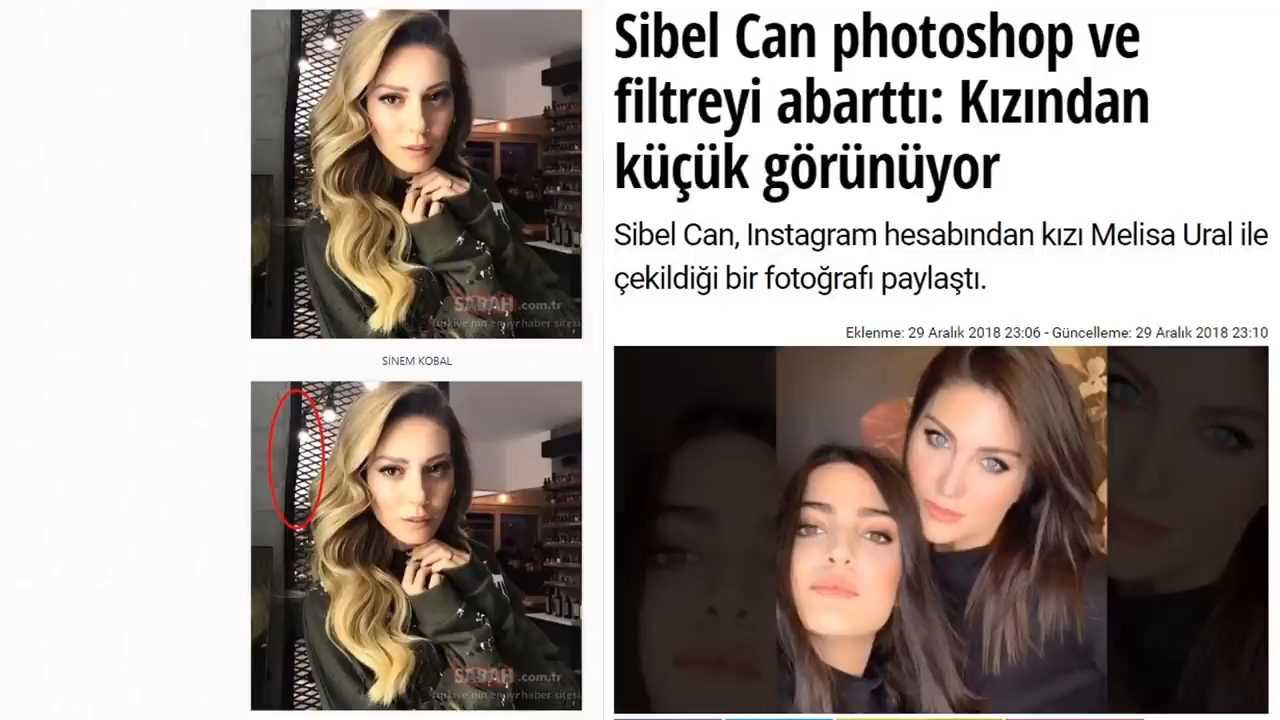 SABAH.com.tr
SİNEM KOBAL
SABAH.com.tr
Sibel Can photoshop ve
filtreyi abarttı: Kızından
küçük görünüyor
Sibel Can, Instagram hesabından kızı Melisa Ural ile
çekildiği bir fotoğrafı paylaştı.
Eklenme: 29 Aralık 2018 23:06 - Güncelleme: 29 Aralık 2018 23:10